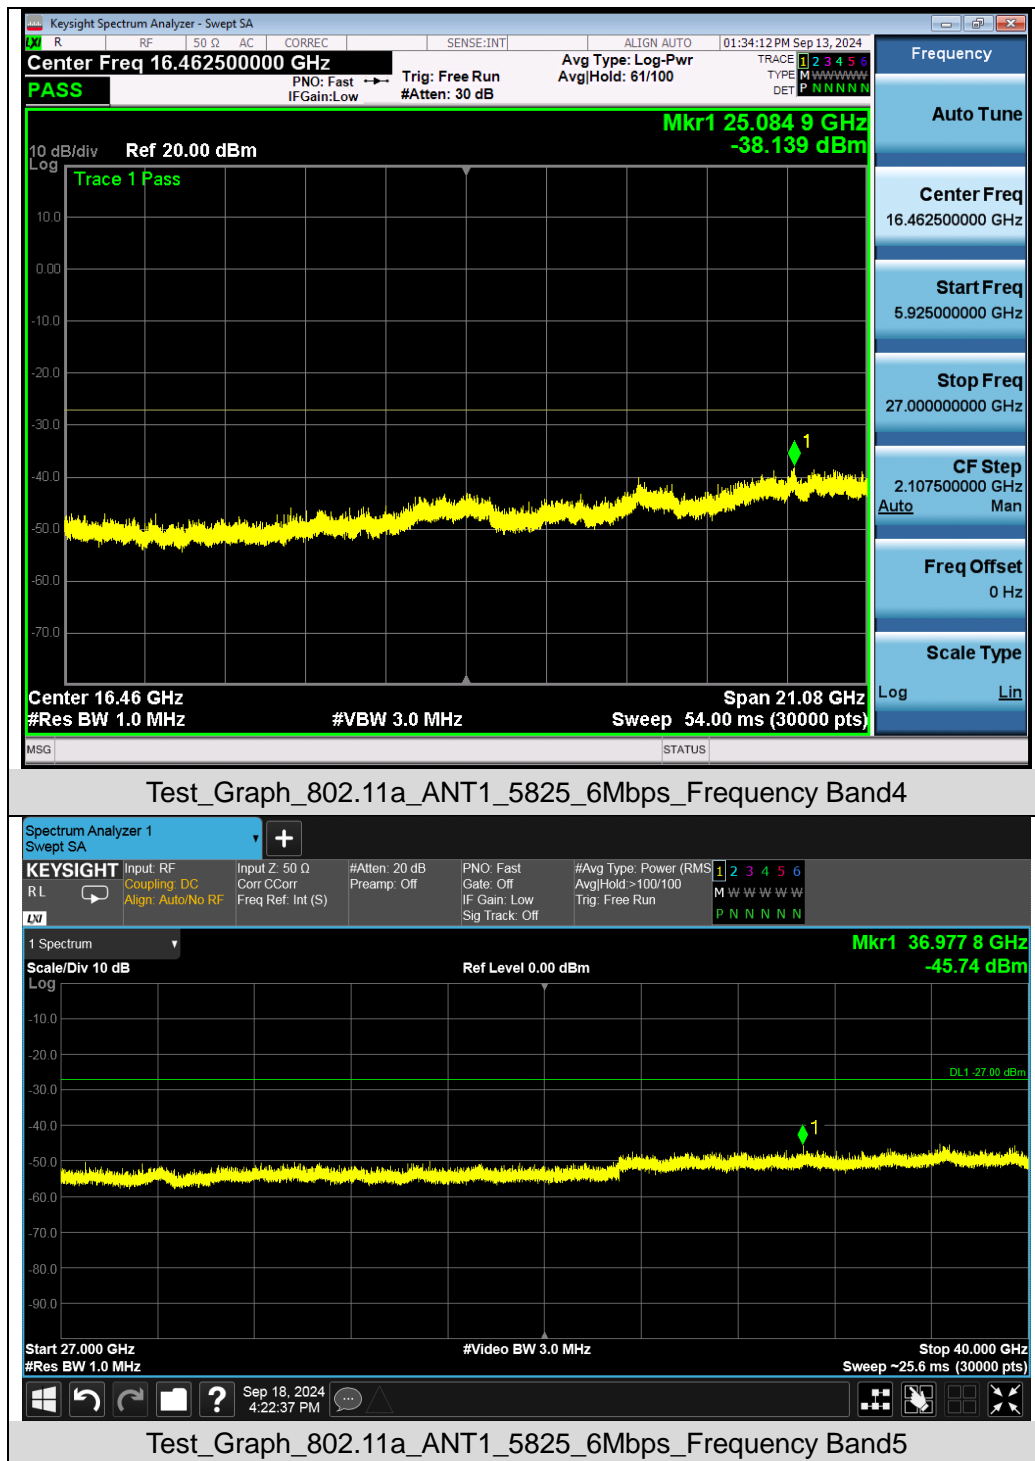 Keysight Spectrum Analyzer - Swept SA
LXI R RF 50 Ω AC CORREC SENSE:INT ALIGN AUTO 01:34:12 PM Sep 13, 2024
Center Freq 16.462500000 GHz
PNO: Fast
IFGain:Low
Trig: Free Run
#Atten: 30 dB
Avg Type: Log-Pwr
Avg|Hold: 61/100
TRACE 1 2 3 4 5 6
TYPE M WWWWW
DET P N N N N N
PASS
Mkr1 25.084 9 GHz
-38.139 dBm
10 dB/div Ref 20.00 dBm
Log
Trace 1 Pass
10.0
0.00
-10.0
-20.0
-30.0
-40.0
-50.0
-60.0
-70.0
1
Center 16.46 GHz Span 21.08 GHz
#Res BW 1.0 MHz #VBW 3.0 MHz Sweep 54.00 ms (30000 pts)
MSG STATUS
Frequency
Auto Tune
Center Freq
16.462500000 GHz
Start Freq
5.925000000 GHz
Stop Freq
27.000000000 GHz
CF Step
2.107500000 GHz
Auto Man
Freq Offset
0 Hz
Scale Type
Log Lin
Test_Graph_802.11a_ANT1_5825_6Mbps_Frequency Band4
Spectrum Analyzer 1
Swept SA
+
KEYSIGHT
RL
LXI
Input: RF
Coupling: DC
Align: Auto/No RF
Input Z: 50 Ω
Corr CCorr
Freq Ref: Int (S)
#Atten: 20 dB
Preamp: Off
PNO: Fast
Gate: Off
IF Gain: Low
Sig Track: Off
#Avg Type: Power (RMS
Avg|Hold:>100/100
Trig: Free Run
1 2 3 4 5 6
M W W W W W
P N N N N N
1 Spectrum
Mkr1 36.977 8 GHz
Scale/Div 10 dB Ref Level 0.00 dBm -45.74 dBm
Log
-10.0
-20.0
DL1 -27.00 dBm
-30.0
-40.0
1
-50.0
-60.0
-70.0
-80.0
-90.0
Start 27.000 GHz #Video BW 3.0 MHz Stop 40.000 GHz
#Res BW 1.0 MHz Sweep ~25.6 ms (30000 pts)
?
Sep 18, 2024
4:22:37 PM
Test_Graph_802.11a_ANT1_5825_6Mbps_Frequency Band5